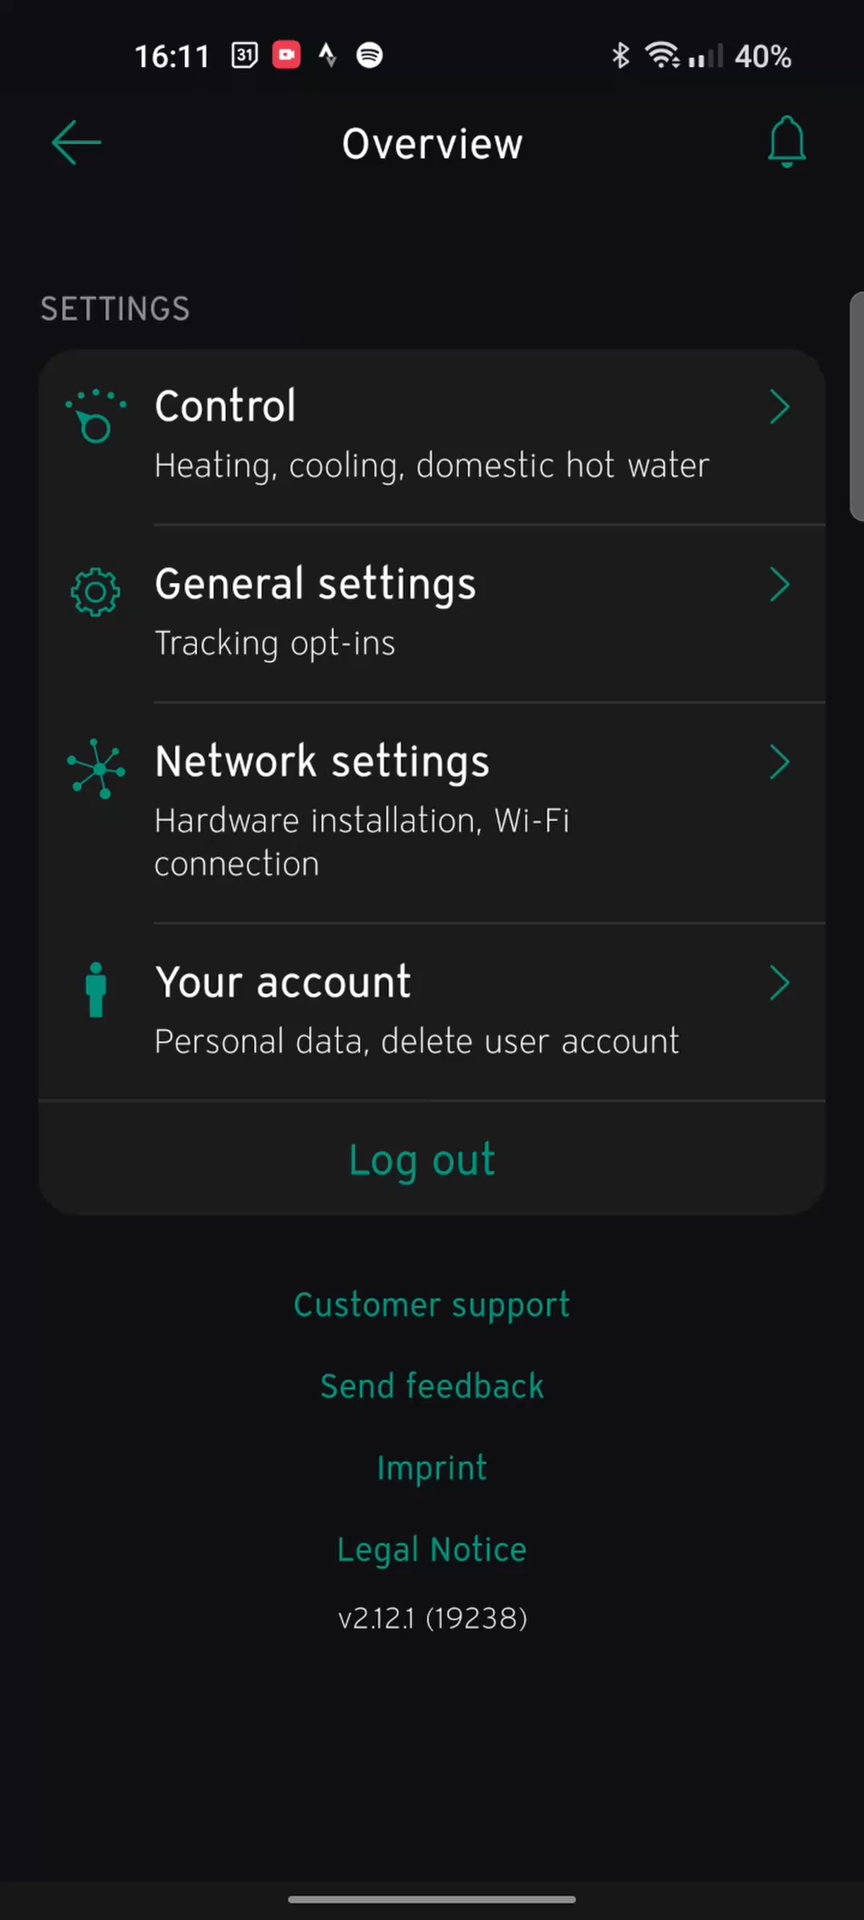 16:11 31 40%
Overview
SETTINGS
Control
Heating, cooling, domestic hot water
General settings
Tracking opt-ins
Network settings
Hardware installation, Wi-Fi
connection
Your account
Personal data, delete user account
Log out
Customer support
Send feedback
Imprint
Legal Notice
v2.12.1 (19238)